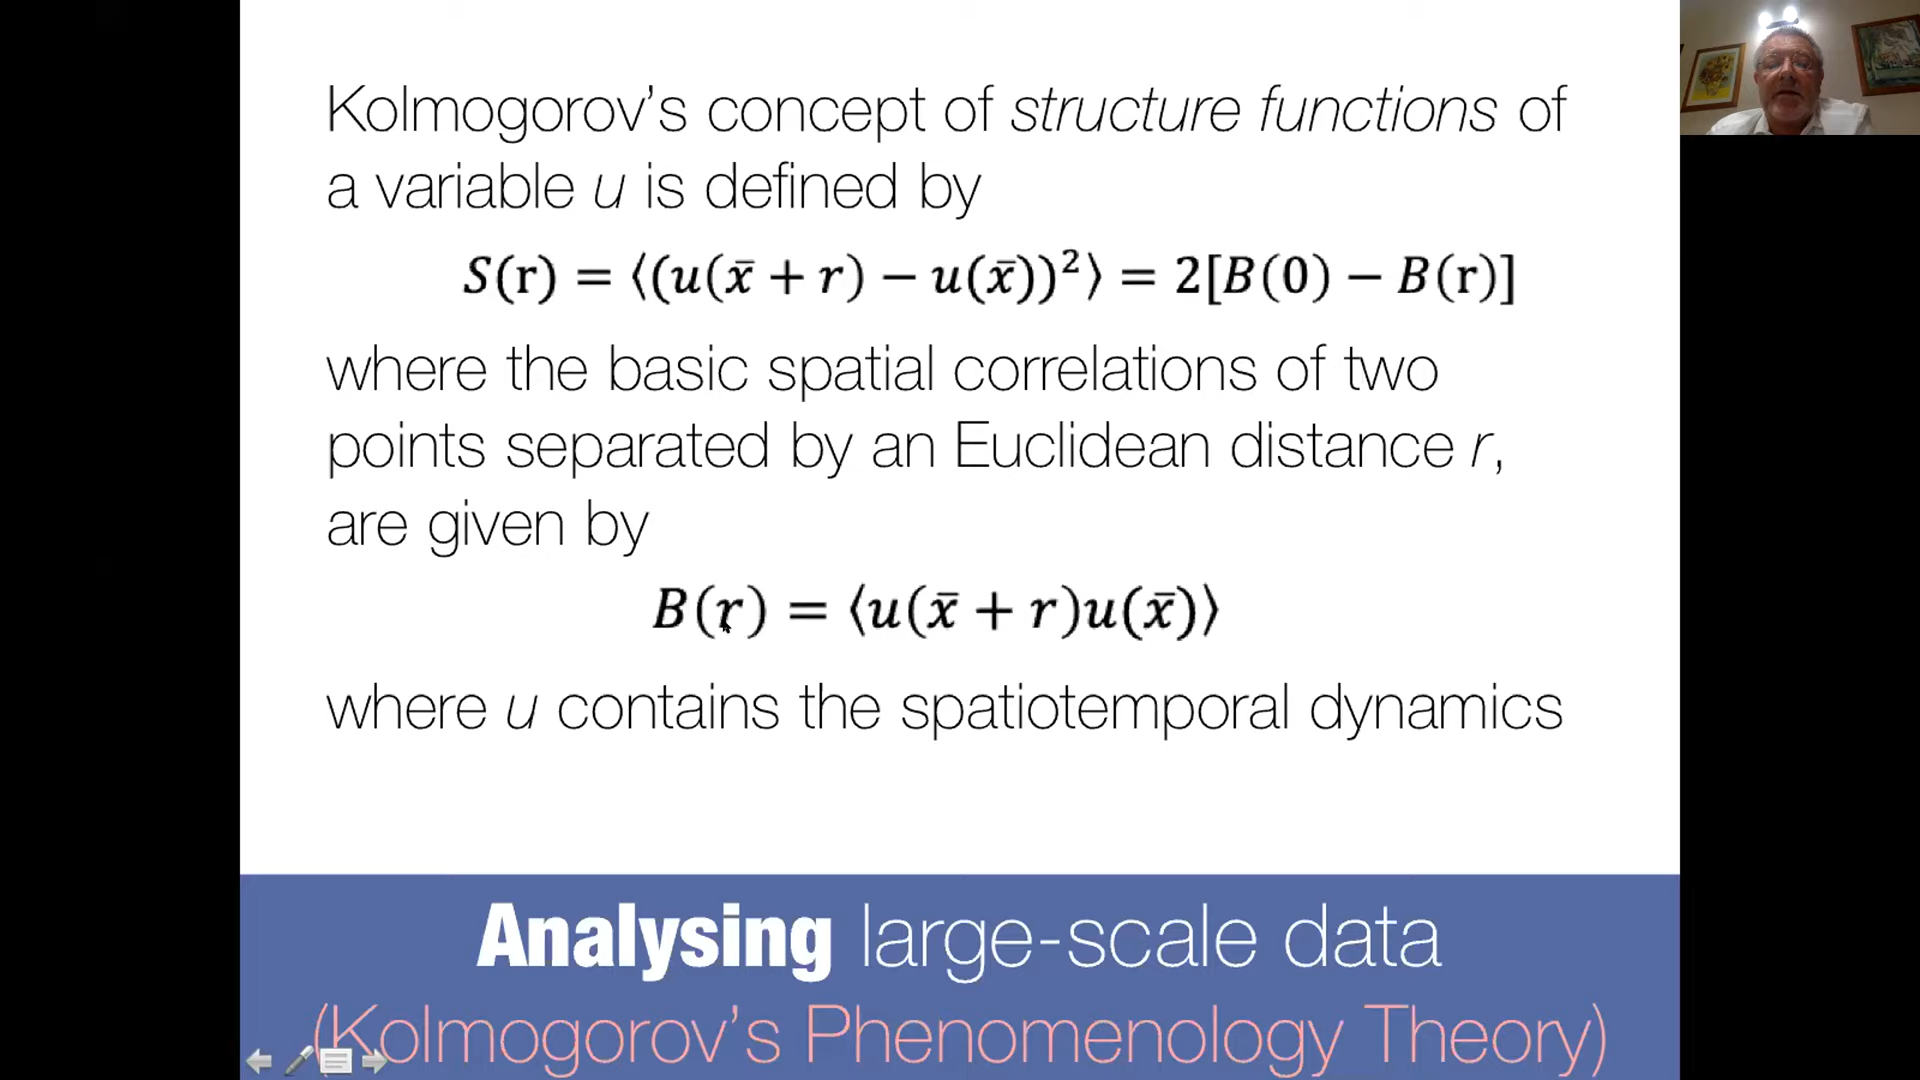 Kolmogorov's concept of structure functions of
a variable u is defined by
S(r) = ⟨(u(x̄ + r) − u(x̄))²⟩ = 2[B(0) − B(r)]
where the basic spatial correlations of two
points separated by an Euclidean distance r,
are given by
B(r) = ⟨u(x̄ + r)u(x̄)⟩
where u contains the spatiotemporal dynamics
Analysing large-scale data
(Kolmogorov's Phenomenology Theory)